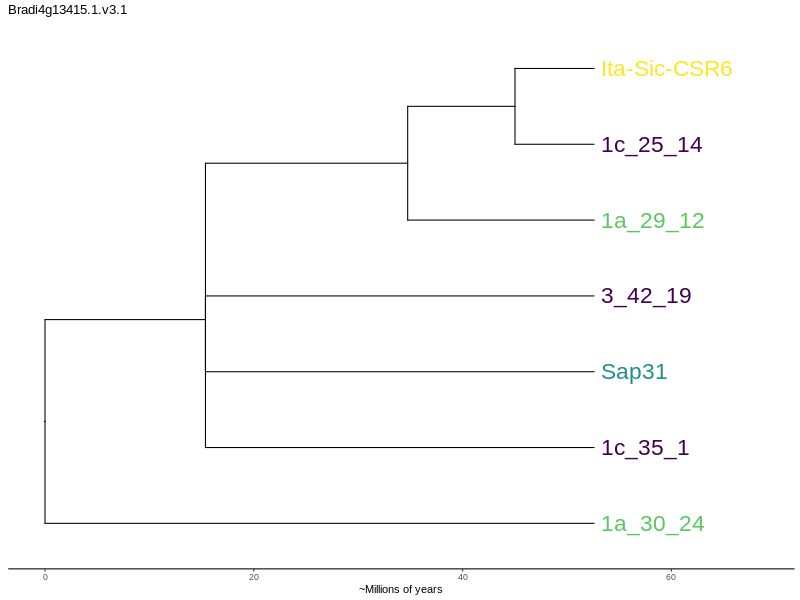 Bradi4g13415.1.v3.1
Ita-Sic-CSR6
1c_25_14
1a_29_12
3_42_19
Sap31
1c_35_1
1a_30_24
0 20 40 60
~Millions of years